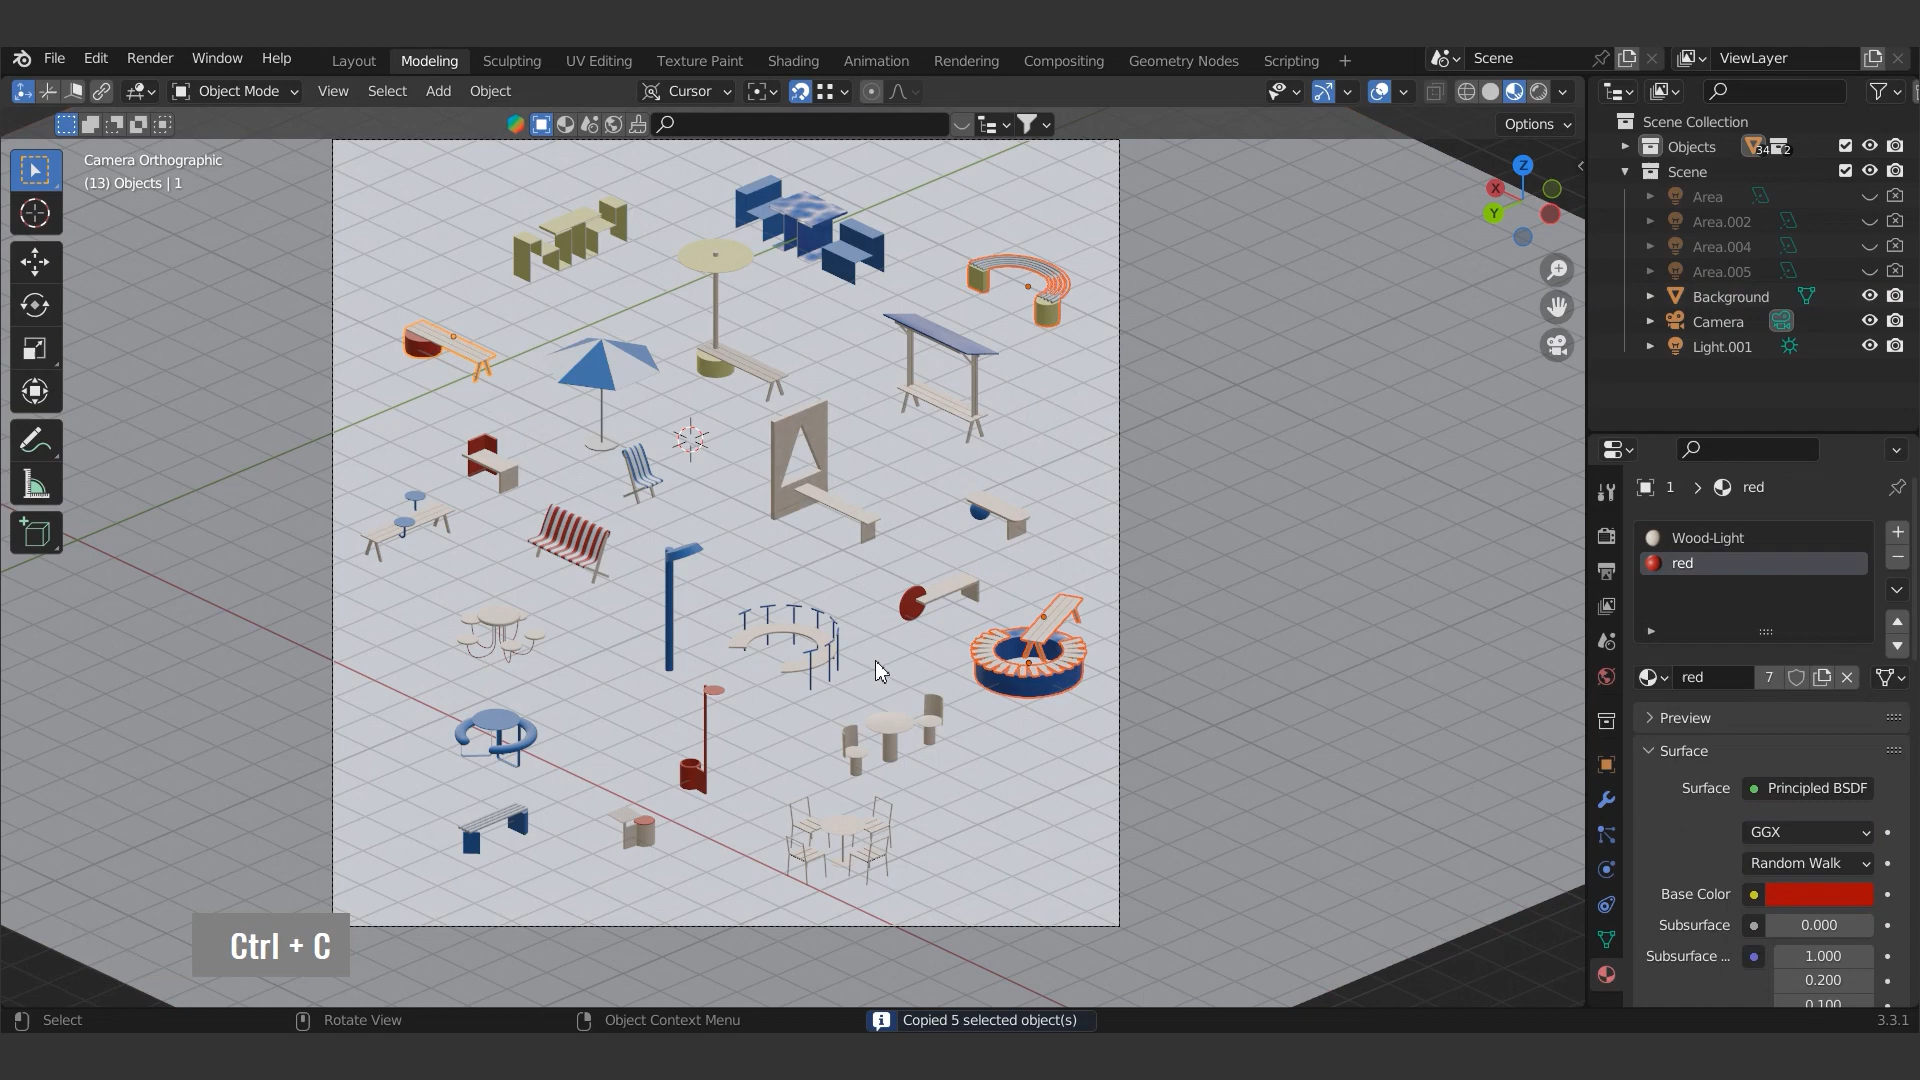 File Edit Render Window Help
Layout Modeling Sculpting UV Editing Texture Paint Shading Animation Rendering Compositing Geometry Nodes Scripting +
Scene
ViewLayer
Object Mode View Select Add Object
Cursor
Options
Camera Orthographic
(13) Objects | 1
Z
X
Y
A
Scene Collection
Objects 34 2
Scene
Area
Area.002
Area.004
Area.005
Background
Camera
Light.001
1 > red
Wood-Light
red
red 7
Preview
Surface
Surface Principled BSDF
GGX
Random Walk
Base Color
Subsurface 0.000
Subsurface ... 1.000
0.200
0.100
Ctrl + C
Select Rotate View Object Context Menu Copied 5 selected object(s) 3.3.1